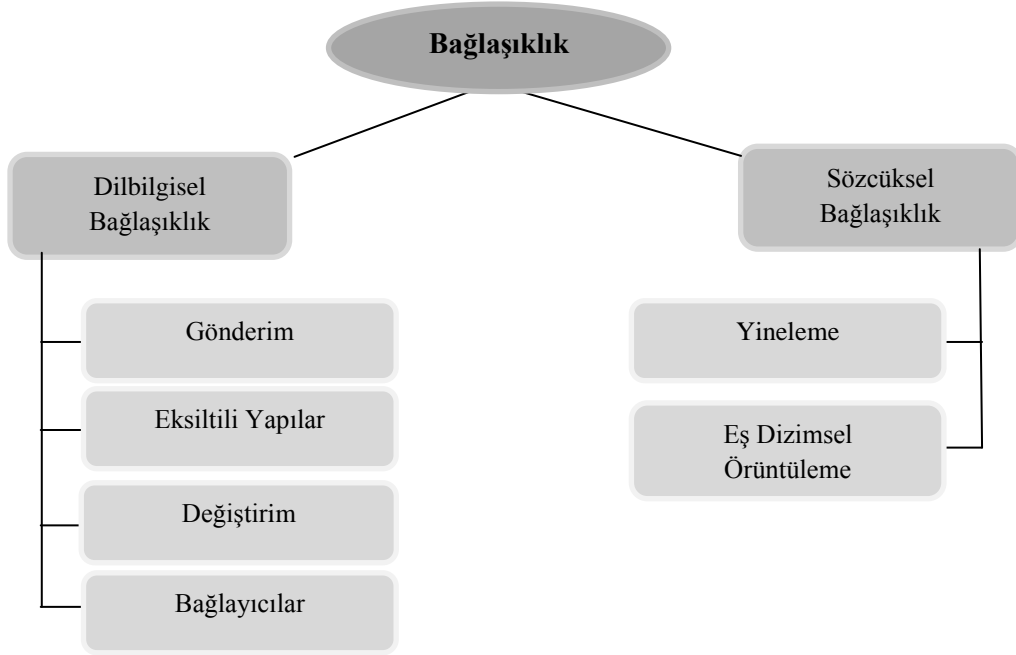 Bağlaşıklık
Dilbilgisel
Bağlaşıklık
Gönderim
Eksiltili Yapılar
Değiştirim
Bağlayıcılar
Sözcüksel
Bağlaşıklık
Yineleme
Eş Dizimsel
Örüntüleme